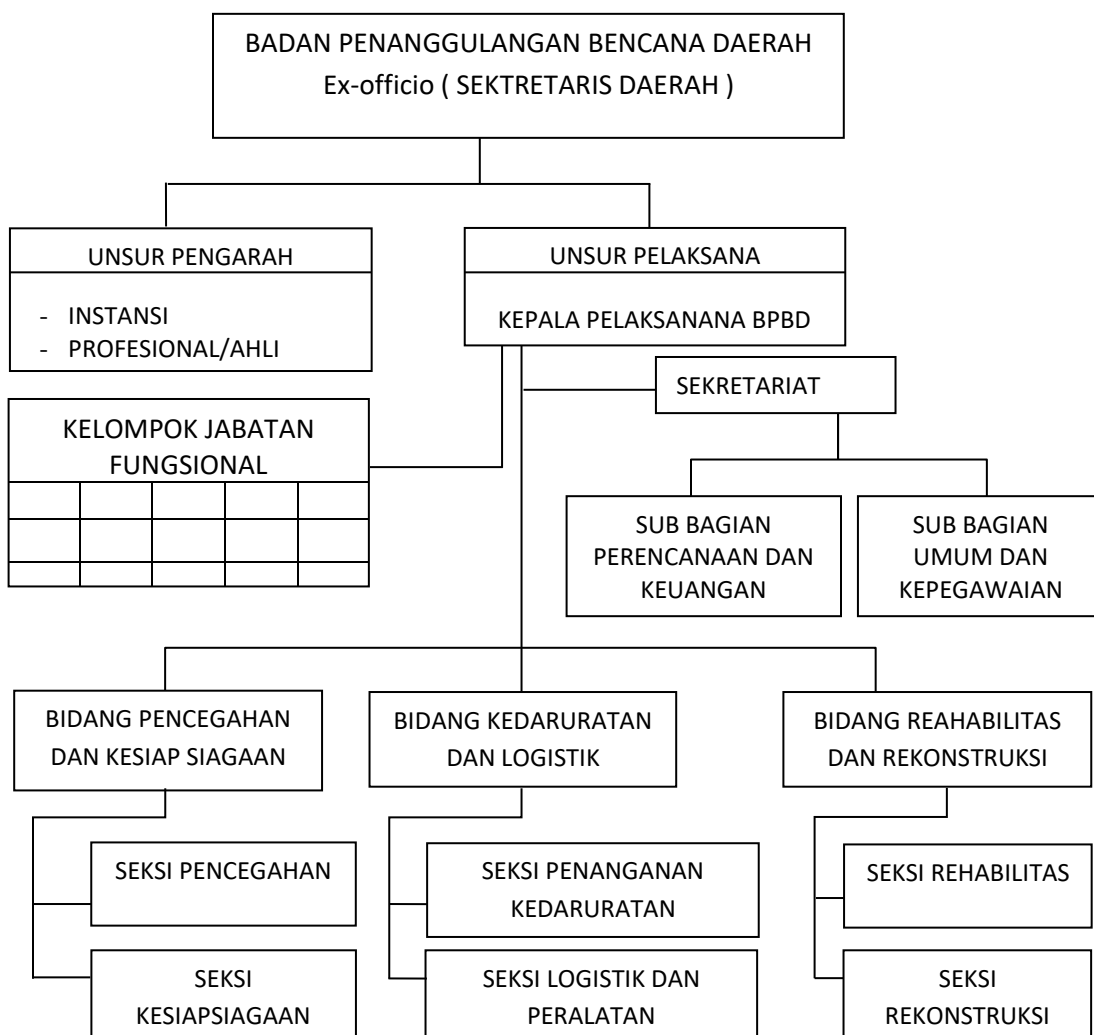 BADAN PENANGGULANGAN BENCANA DAERAH
Ex-officio ( SEKTRETARIS DAERAH )
UNSUR PENGARAH
- INSTANSI
- PROFESIONAL/AHLI
UNSUR PELAKSANA
KEPALA PELAKSANANA BPBD
SEKRETARIAT
KELOMPOK JABATAN
FUNGSIONAL
SUB BAGIAN
PERENCANAAN DAN
KEUANGAN
SUB BAGIAN
UMUM DAN
KEPEGAWAIAN
BIDANG PENCEGAHAN
DAN KESIAP SIAGAAN
BIDANG KEDARURATAN
DAN LOGISTIK
BIDANG REAHABILITAS
DAN REKONSTRUKSI
SEKSI PENCEGAHAN
SEKSI PENANGANAN
KEDARURATAN
SEKSI REHABILITAS
SEKSI
KESIAPSIAGAAN
SEKSI LOGISTIK DAN
PERALATAN
SEKSI
REKONSTRUKSI